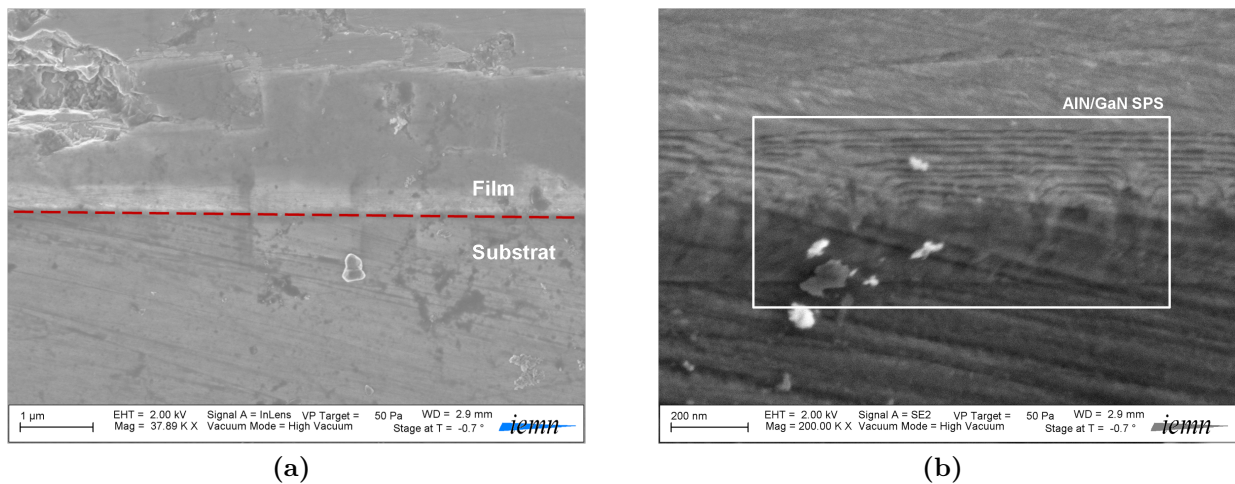 Film
Substrat
1 µm
EHT = 2.00 kV Signal A = InLens VP Target = 50 Pa WD = 2.9 mm
Mag = 37.89 K X Vacuum Mode = High Vacuum Stage at T = -0.7 °
iemn
(a)
AlN/GaN SPS
200 nm
EHT = 2.00 kV Signal A = SE2 VP Target = 50 Pa WD = 2.9 mm
Mag = 200.00 K X Vacuum Mode = High Vacuum Stage at T = -0.7 °
iemn
(b)